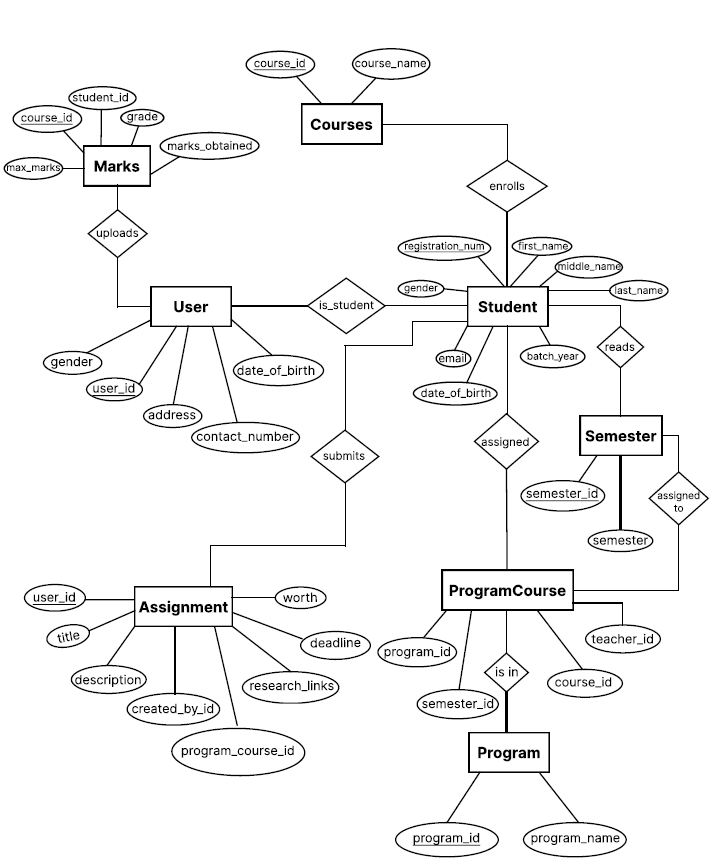 course_id
course_name
student_id
course_id
grade
Courses
marks_obtained
Marks
max_marks
enrolls
uploads
registration_num
first_name
middle_name
gender
last_name
User
is_student
Student
reads
gender
email
batch_year
date_of_birth
user_id
date_of_birth
address
contact_number
Semester
assigned
submits
semester_id
assigned
to
semester
user_id
worth
ProgramCourse
Assignment
title
deadline
teacher_id
program_id
is in
description
research_links
course_id
created_by_id
semester_id
program_course_id
Program
program_id
program_name